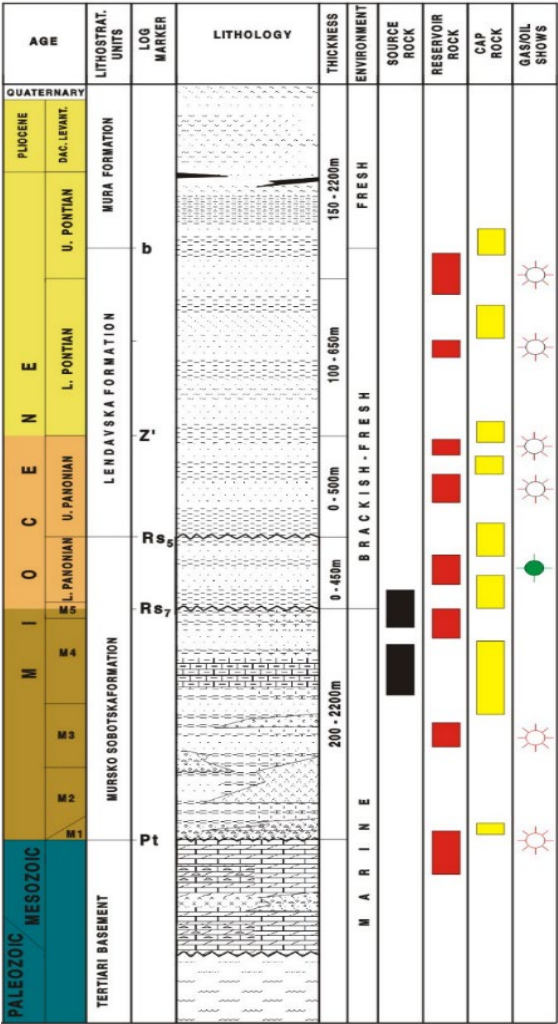 AGE
LITHOSTRAT.
UNITS
LOG
MARKER
LITHOLOGY
THICKNESS
ENVIRONMENT
SOURCE
ROCK
RESERVOIR
ROCK
CAP
ROCK
GAS/OIL
SHOWS
QUATERNARY
PLIOCENE
DAC. LEVANT.
MIOCENE
U. PONTIAN
L. PONTIAN
U. PANONIAN
L. PANONIAN
M5
M4
M3
M2
M1
MESOZOIC
PALEOZOIC
MURA FORMATION
LENDAVSKA FORMATION
MURSKO SOBOTSKAFORMATION
TERTIARI BASEMENT
b
Z'
Rs5
Rs7
Pt
150 - 2200m
100 - 650m
0 - 500m
0 - 450m
200 - 2200m
FRESH
BRACKISH-FRESH
MARINE